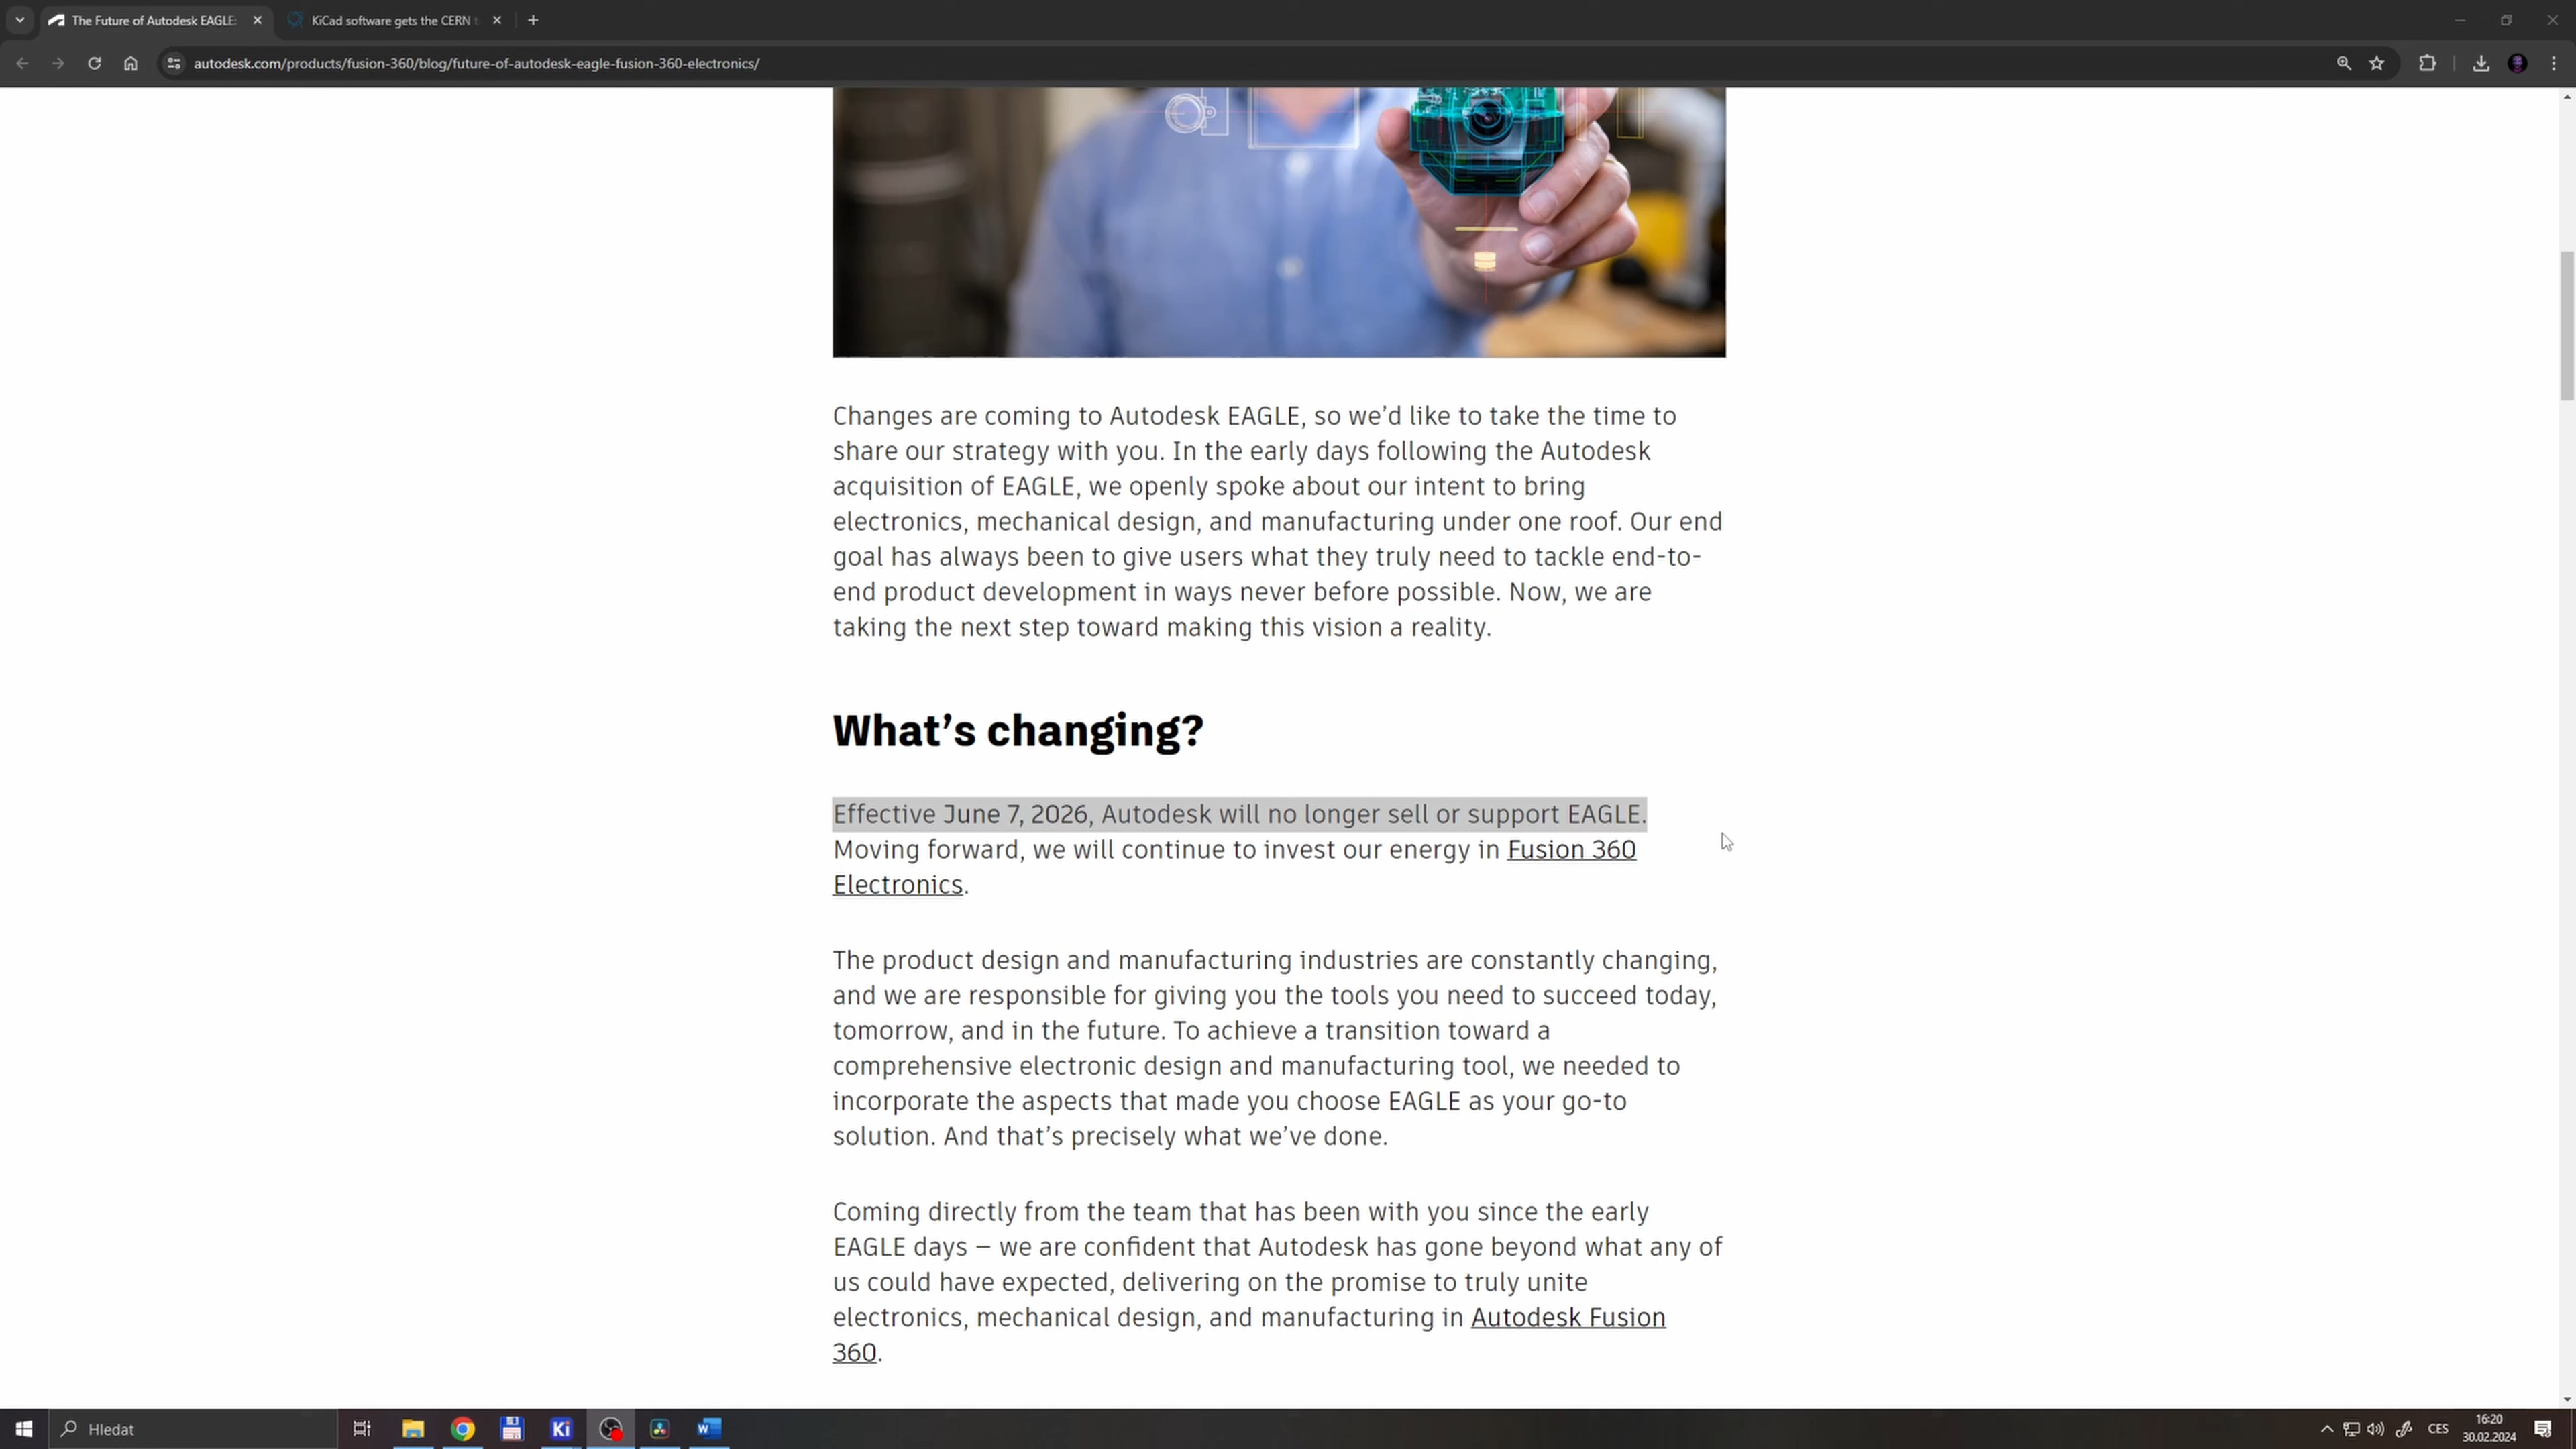 The Future of Autodesk EAGLE:
KiCad software gets the CERN t
autodesk.com/products/fusion-360/blog/future-of-autodesk-eagle-fusion-360-electronics/
Changes are coming to Autodesk EAGLE, so we’d like to take the time to
share our strategy with you. In the early days following the Autodesk
acquisition of EAGLE, we openly spoke about our intent to bring
electronics, mechanical design, and manufacturing under one roof. Our end
goal has always been to give users what they truly need to tackle end-to-
end product development in ways never before possible. Now, we are
taking the next step toward making this vision a reality.
What’s changing?
Effective June 7, 2026, Autodesk will no longer sell or support EAGLE.
Moving forward, we will continue to invest our energy in Fusion 360
Electronics.
The product design and manufacturing industries are constantly changing,
and we are responsible for giving you the tools you need to succeed today,
tomorrow, and in the future. To achieve a transition toward a
comprehensive electronic design and manufacturing tool, we needed to
incorporate the aspects that made you choose EAGLE as your go-to
solution. And that’s precisely what we’ve done.
Coming directly from the team that has been with you since the early
EAGLE days – we are confident that Autodesk has gone beyond what any of
us could have expected, delivering on the promise to truly unite
electronics, mechanical design, and manufacturing in Autodesk Fusion
360.
Hledat
Ki
W
CES
16:20
30.02.2024